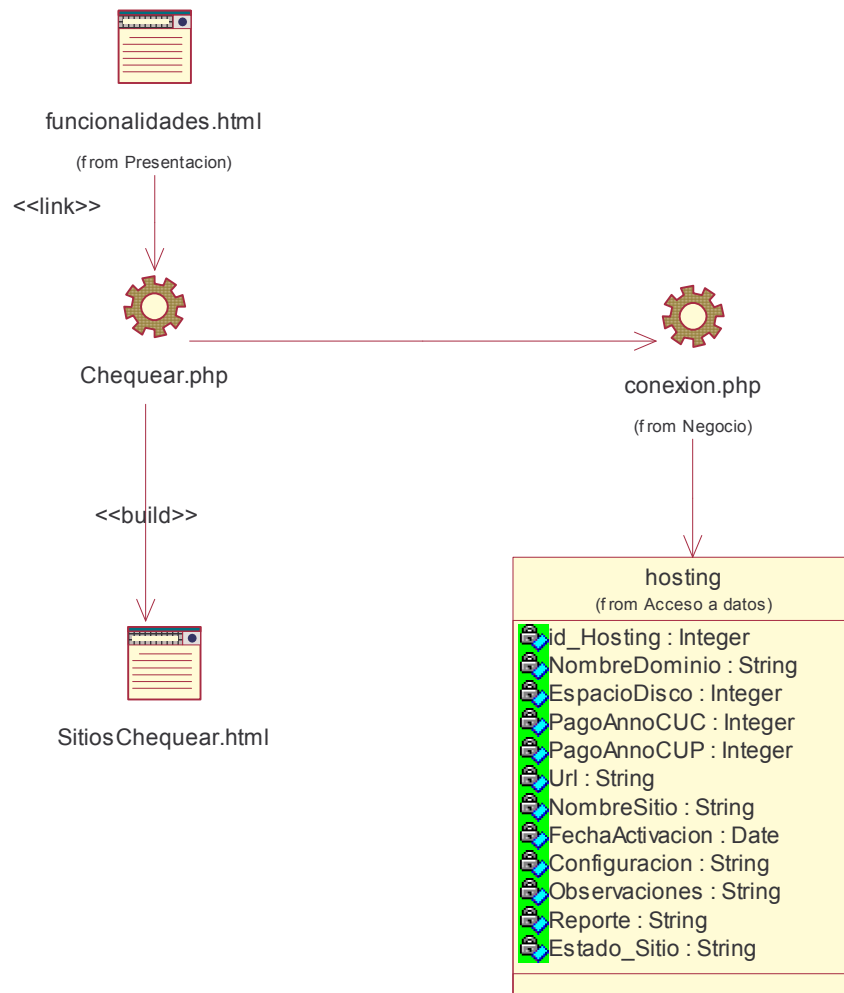 funcionalidades.html
(from Presentacion)
<<link>>
Chequear.php
conexion.php
(from Negocio)
<<build>>
SitiosChequear.html
hosting
(from Acceso a datos)
id_Hosting : Integer
NombreDominio : String
EspacioDisco : Integer
PagoAnnoCUC : Integer
PagoAnnoCUP : Integer
Url : String
NombreSitio : String
FechaActivacion : Date
Configuracion : String
Observaciones : String
Reporte : String
Estado_Sitio : String